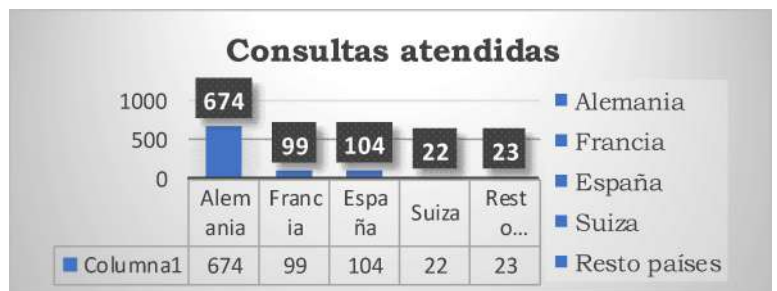 Consultas atendidas
1000
500
0
674
99
104
22
23
Alem
ania
Franc
ia
Espa
ña
Suiza
Rest
o...
Columna1 674 99 104 22 23
Alemania
Francia
España
Suiza
Resto países